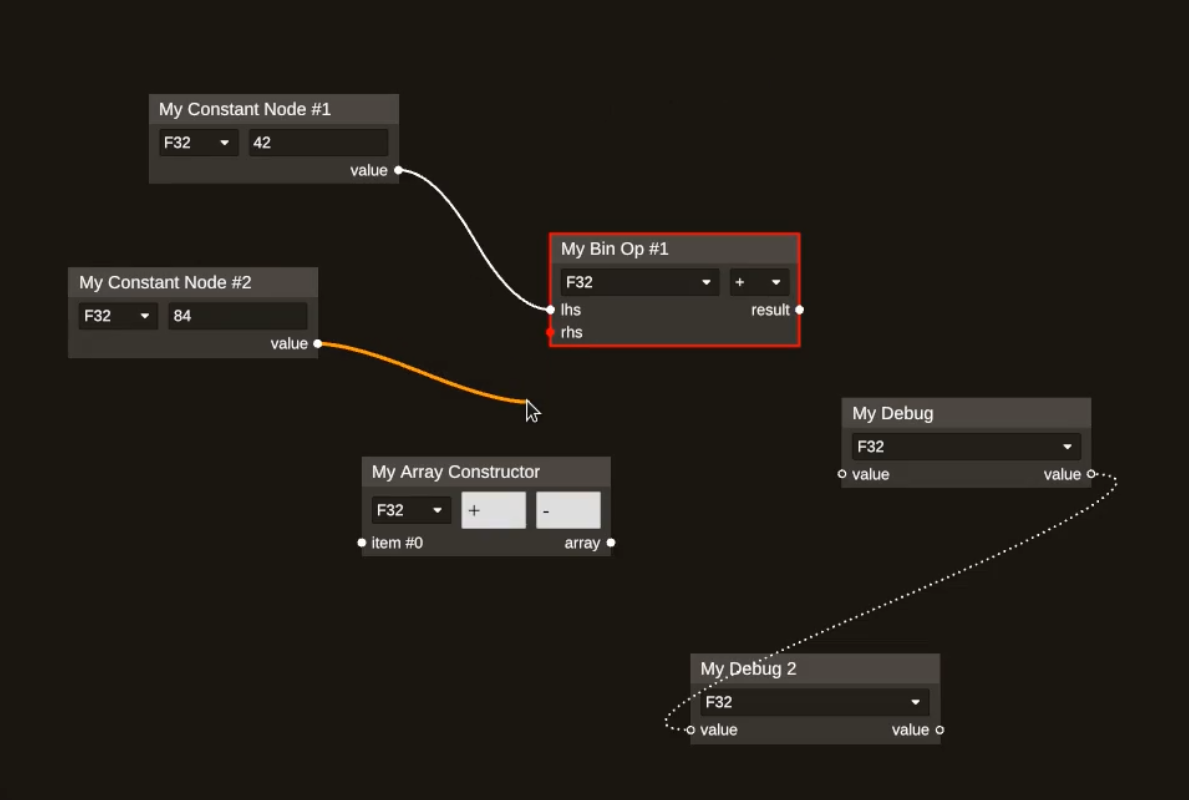 My Constant Node #1
F32 42
value
My Constant Node #2
F32 84
value
My Bin Op #1
F32 +
lhs result
rhs
My Debug
F32
value value
My Array Constructor
F32 + -
item #0 array
My Debug 2
F32
value value